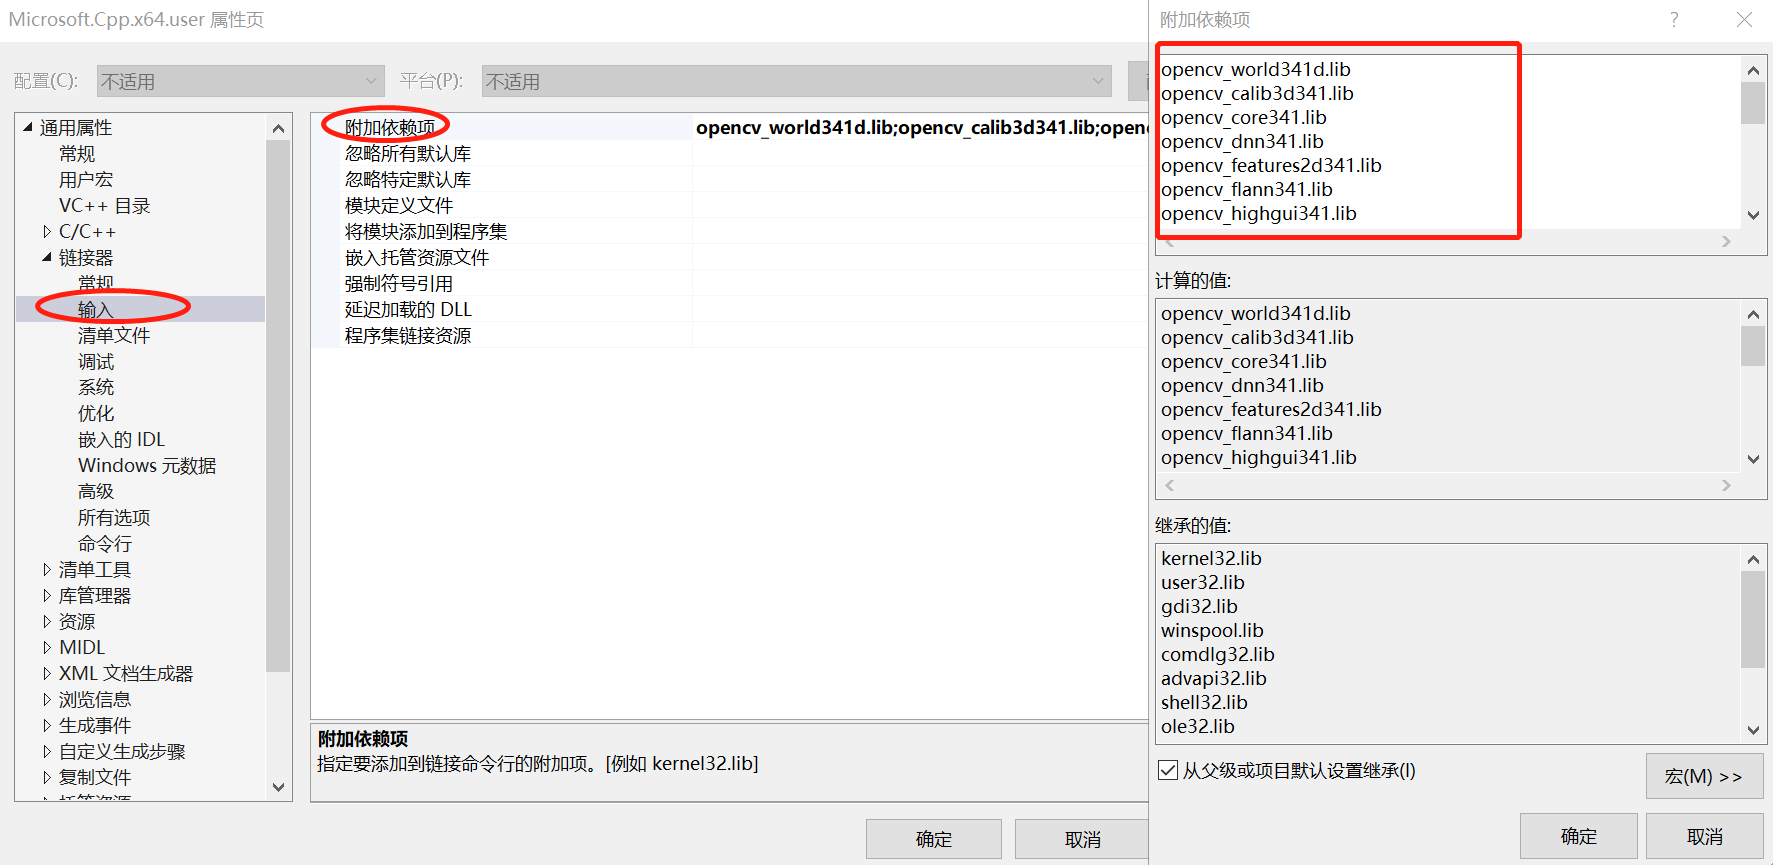 Microsoft.Cpp.x64.user 属性页
配置(C):
不适用
平台(P):
不适用
通用属性
常规
用户宏
VC++ 目录
C/C++
链接器
常规
输入
清单文件
调试
系统
优化
嵌入的 IDL
Windows 元数据
高级
所有选项
命令行
清单工具
库管理器
资源
MIDL
XML 文档生成器
浏览信息
生成事件
自定义生成步骤
复制文件
附加依赖项 opencv_world341d.lib;opencv_calib3d341.lib;open
忽略所有默认库
忽略特定默认库
模块定义文件
将模块添加到程序集
嵌入托管资源文件
强制符号引用
延迟加载的 DLL
程序集链接资源
附加依赖项
指定要添加到链接命令行的附加项。[例如 kernel32.lib]
确定
取消
附加依赖项
?
opencv_world341d.lib
opencv_calib3d341.lib
opencv_core341.lib
opencv_dnn341.lib
opencv_features2d341.lib
opencv_flann341.lib
opencv_highgui341.lib
计算的值:
opencv_world341d.lib
opencv_calib3d341.lib
opencv_core341.lib
opencv_dnn341.lib
opencv_features2d341.lib
opencv_flann341.lib
opencv_highgui341.lib
继承的值:
kernel32.lib
user32.lib
gdi32.lib
winspool.lib
comdlg32.lib
advapi32.lib
shell32.lib
ole32.lib
从父级或项目默认设置继承(I)
宏(M) >>
确定
取消